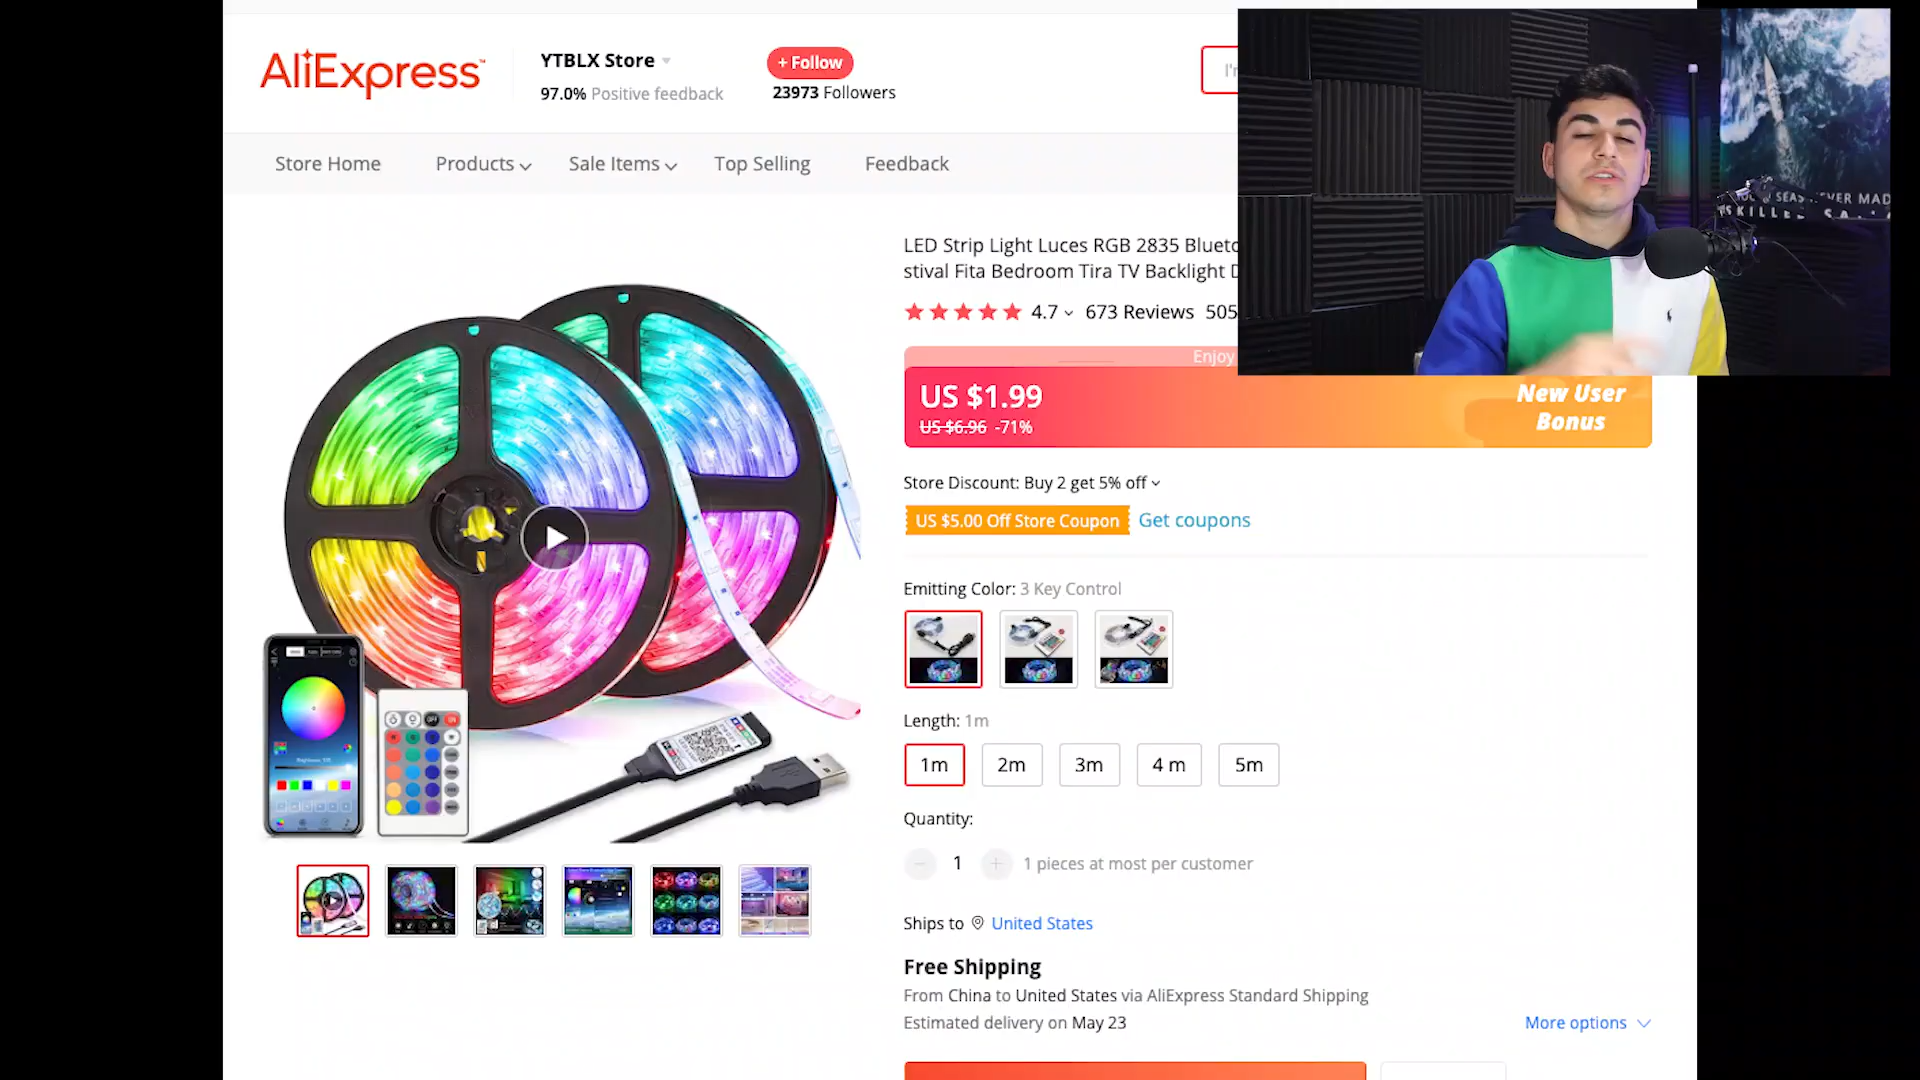 AliExpress
YTBLX Store
97.0% Positive feedback
+ Follow
23973 Followers
Store Home
Products
Sale Items
Top Selling
Feedback
LED Strip Light Luces RGB 2835
stival Fita Bedroom Tira TV Backlight
4.7
673 Reviews
505
Enjoy
US $1.99
US $6.96 -71%
New User
Bonus
Store Discount: Buy 2 get 5% off
US $5.00 Off Store Coupon
Get coupons
Emitting Color: 3 Key Control
Length: 1m
1m
2m
3m
4 m
5m
Quantity:
1
1 pieces at most per customer
Ships to United States
Free Shipping
From China to United States via AliExpress Standard Shipping
Estimated delivery on May 23
More options